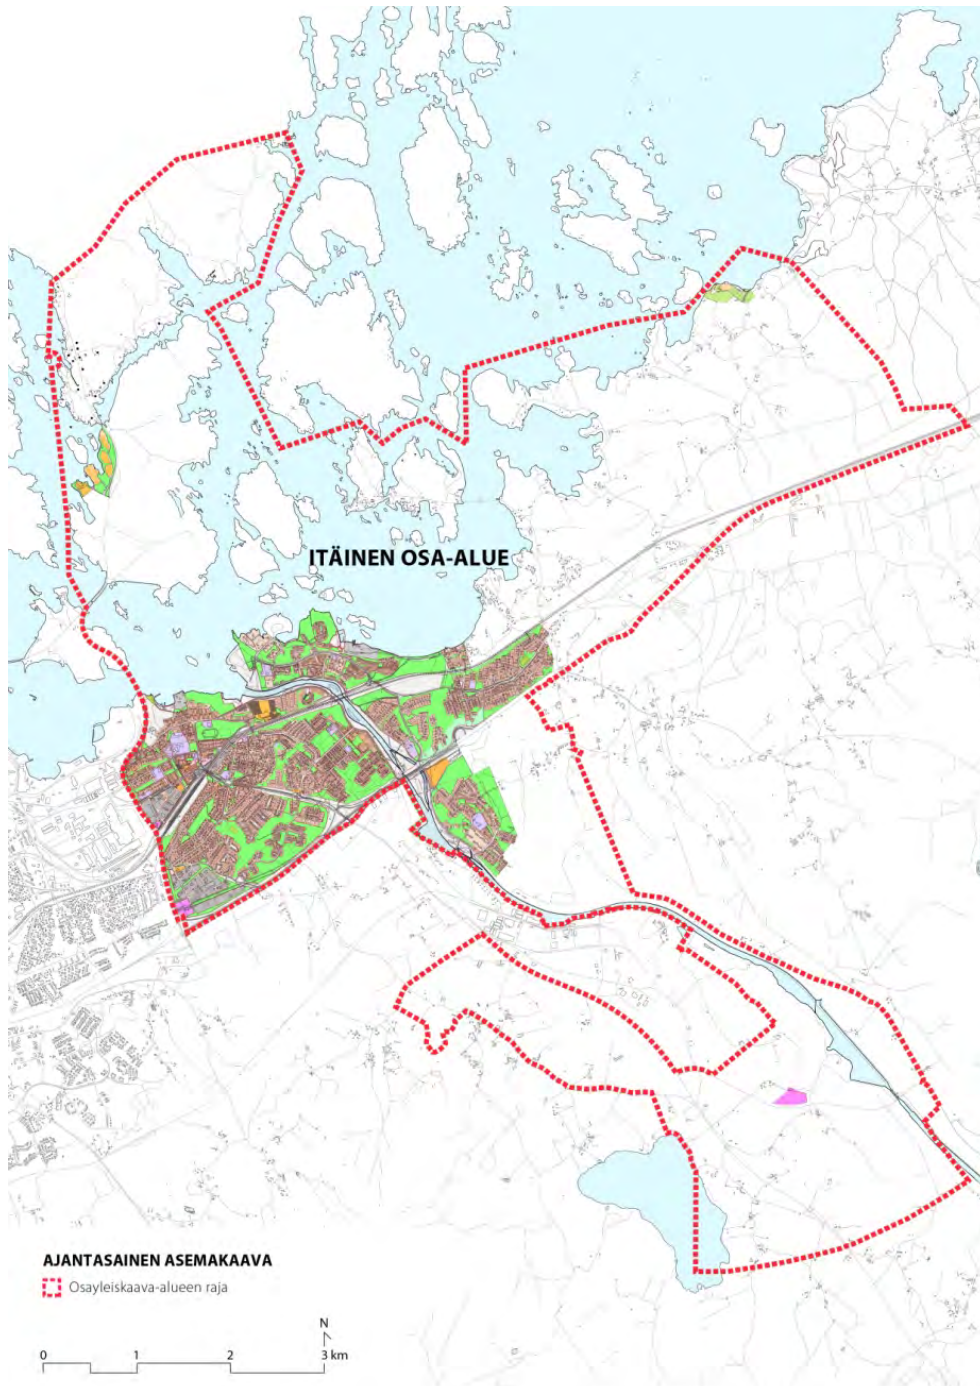 ITÄINEN OSA-ALUE
AJANTASAINEN ASEMAKAAVA
Osayleiskaava-alueen raja
N
0 1 2 3 km